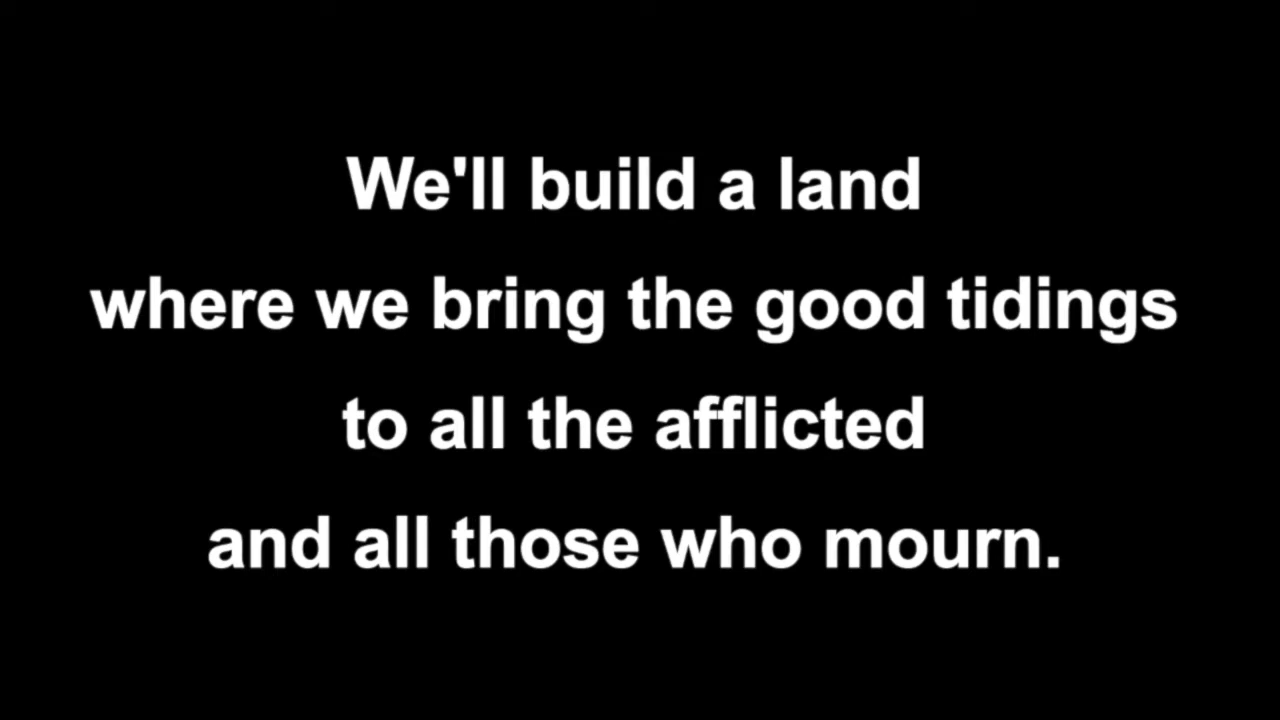 We'll build a land
where we bring the good tidings
to all the afflicted
and all those who mourn.